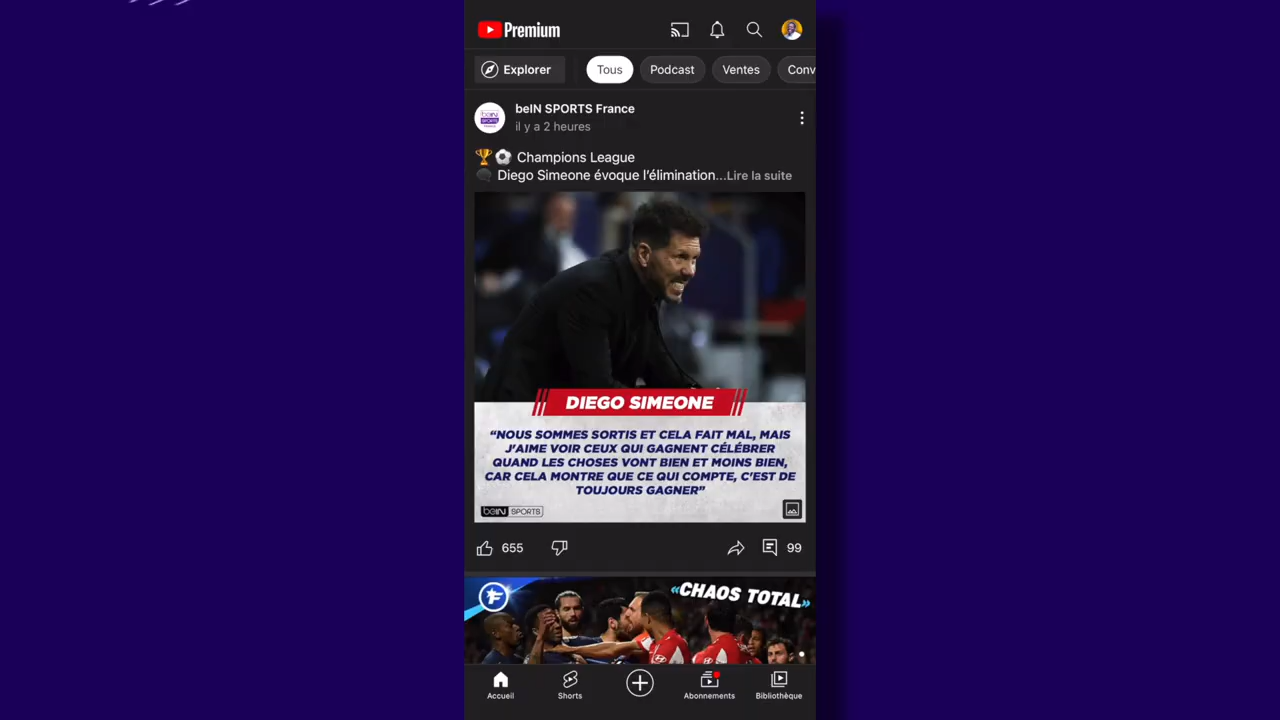 Premium
Explorer
Tous
Podcast
Ventes
Conv
beIN SPORTS France
il y a 2 heures
🏆⚽ Champions League
Diego Simeone évoque l'élimination...Lire la suite
DIEGO SIMEONE
“NOUS SOMMES SORTIS ET CELA FAIT MAL, MAIS
J'AIME VOIR CEUX QUI GAGNENT CÉLÉBRER
QUAND LES CHOSES VONT BIEN ET MOINS BIEN,
CAR CELA MONTRE QUE CE QUI COMPTE, C'EST DE
TOUJOURS GAGNER”
beIN SPORTS
655
99
«CHAOS TOTAL»
Accueil
Shorts
Abonnements
Bibliothèque